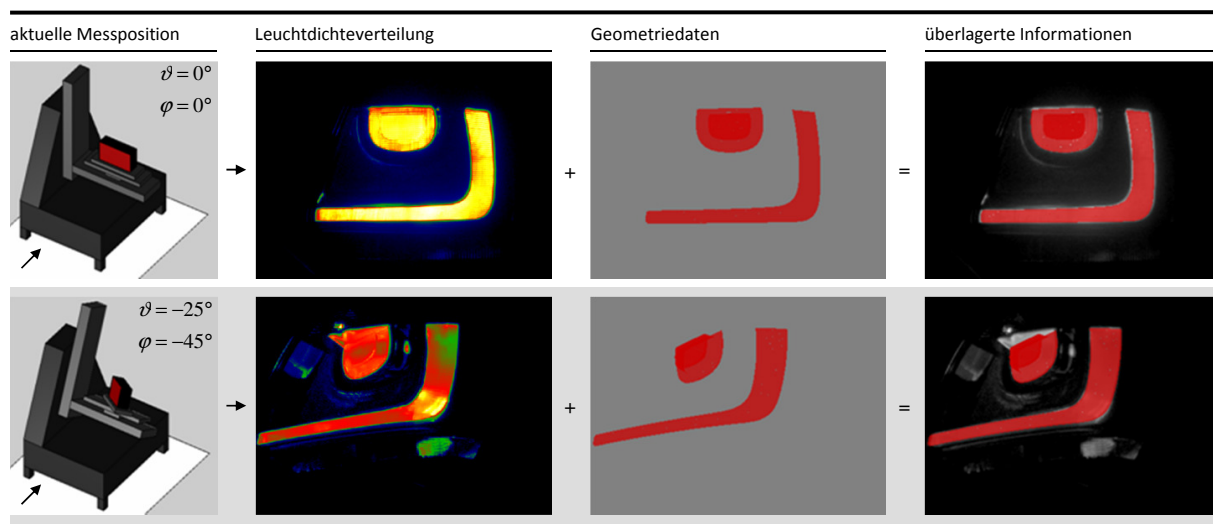 aktuelle Messposition
Leuchtdichteverteilung
Geometriedaten
überlagerte Informationen
ϑ = 0°
φ = 0°
+
=
ϑ = −25°
φ = −45°
+
=